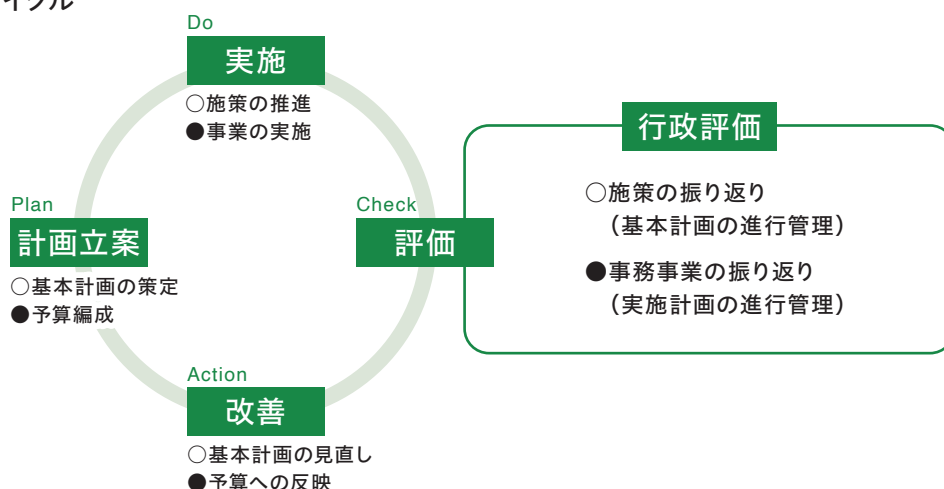 イクル
Do
実施
○施策の推進
●事業の実施
Plan
計画立案
○基本計画の策定
●予算編成
Check
評価
行政評価
○施策の振り返り
（基本計画の進行管理）
●事務事業の振り返り
（実施計画の進行管理）
Action
改善
○基本計画の見直し
●予算への反映